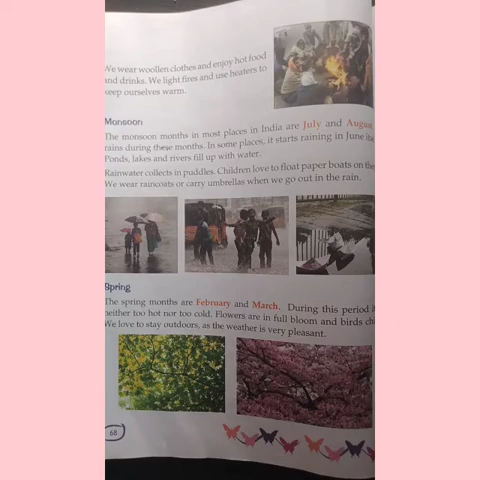 We wear woollen clothes and enjoy hot food
and drinks. We light fires and use heaters to
keep ourselves warm.
Monsoon
The monsoon months in most places in India are July and August
rains during these months. In some places, it starts raining in June
Ponds, lakes and rivers fill up with water.
Rainwater collects in puddles. Children love to float paper boats on
We wear raincoats or carry umbrellas when we go out in the rain.
Spring
The spring months are February and March. During this period
neither too hot nor too cold. Flowers are in full bloom and birds
We love to stay outdoors, as the weather is very pleasant.
68